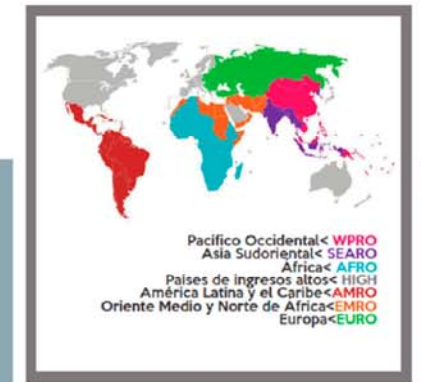 Pacífico Occidental< WPRO
Asia Sudoriental< SEARO
África< AFRO
Países de ingresos altos< HIGH
América Latina y el Caribe<AMRO
Oriente Medio y Norte de África<EMRO
Europa<EURO